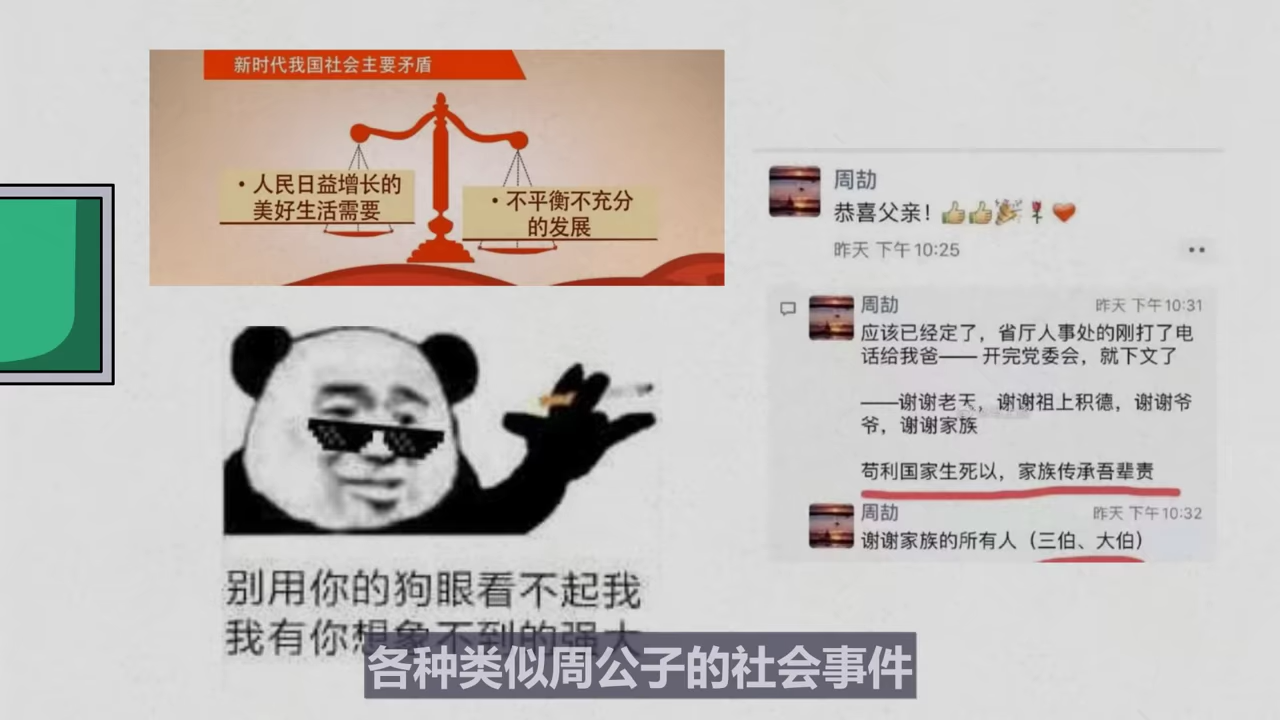 新时代我国社会主要矛盾
• 人民日益增长的
美好生活需要
• 不平衡不充分
的发展
周劼
恭喜父亲！👍👍🎉🌹❤️
昨天 下午10:25
周劼
昨天 下午10:31
应该已经定了，省厅人事处的刚打了电
话给我爸—— 开完党委会，就下文了
——谢谢老天，谢谢祖上积德，谢谢爷
爷，谢谢家族
苟利国家生死以，家族传承吾辈责
周劼
昨天 下午10:32
谢谢家族的所有人（三伯、大伯）
别用你的狗眼看不起我
我有你想象不到的强大
各种类似周公子的社会事件